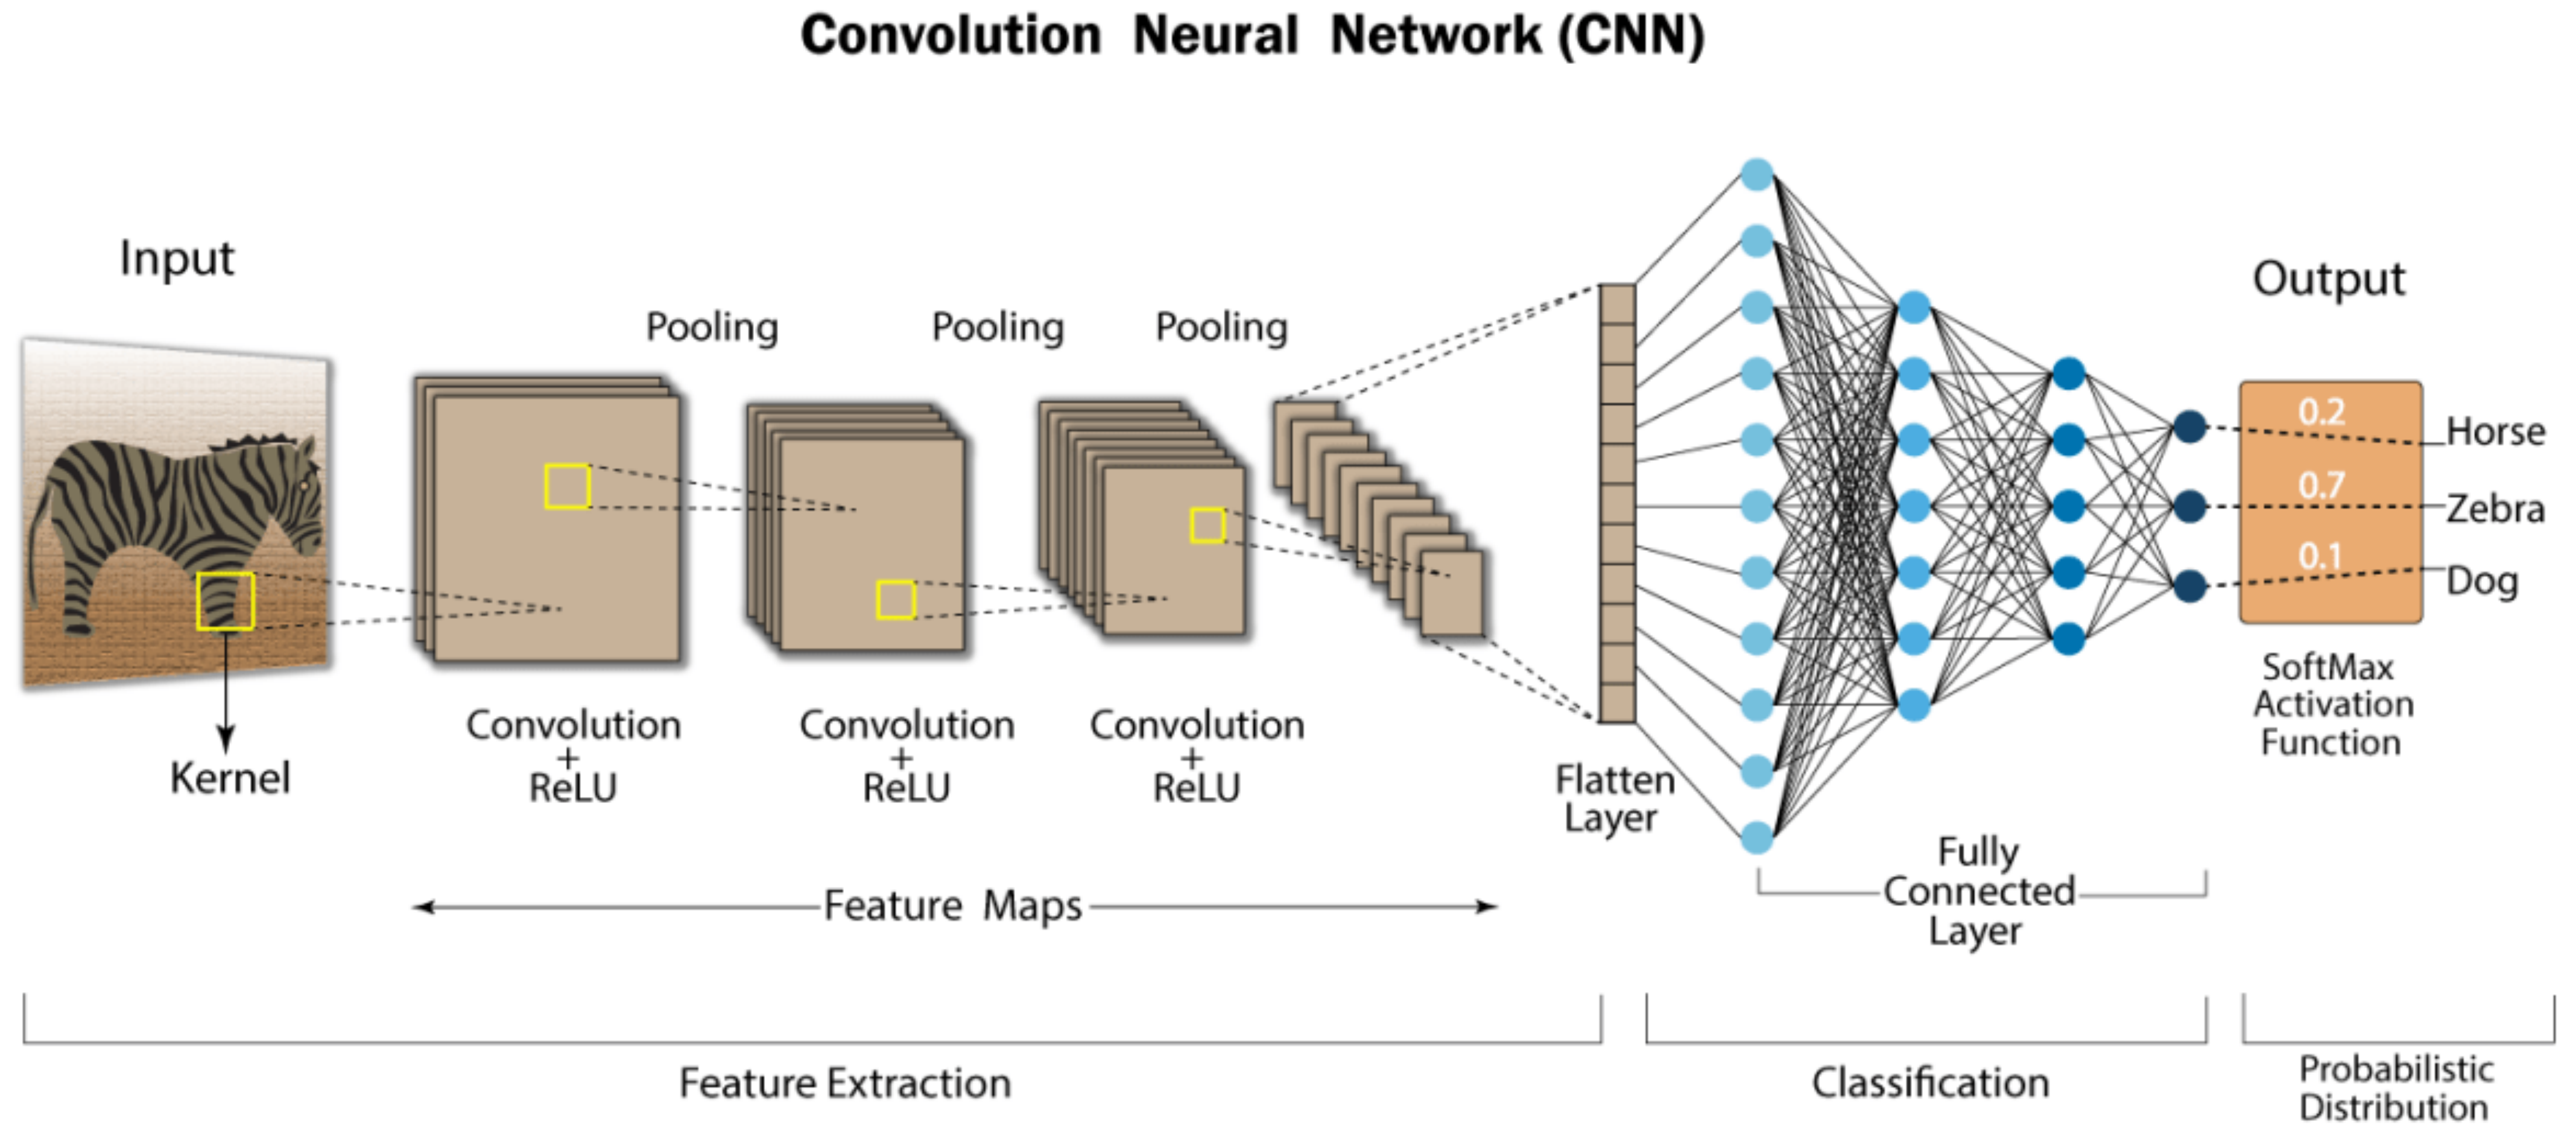 Convolution Neural Network (CNN)
Input
Output
Pooling
Pooling
Pooling
0.2
Horse
0.7
Zebra
0.1
Dog
SoftMax
Activation
Function
Kernel
Convolution
+
ReLU
Convolution
+
ReLU
Convolution
+
ReLU
Flatten
Layer
Feature Maps
Fully
Connected
Layer
Feature Extraction
Classification
Probabilistic
Distribution